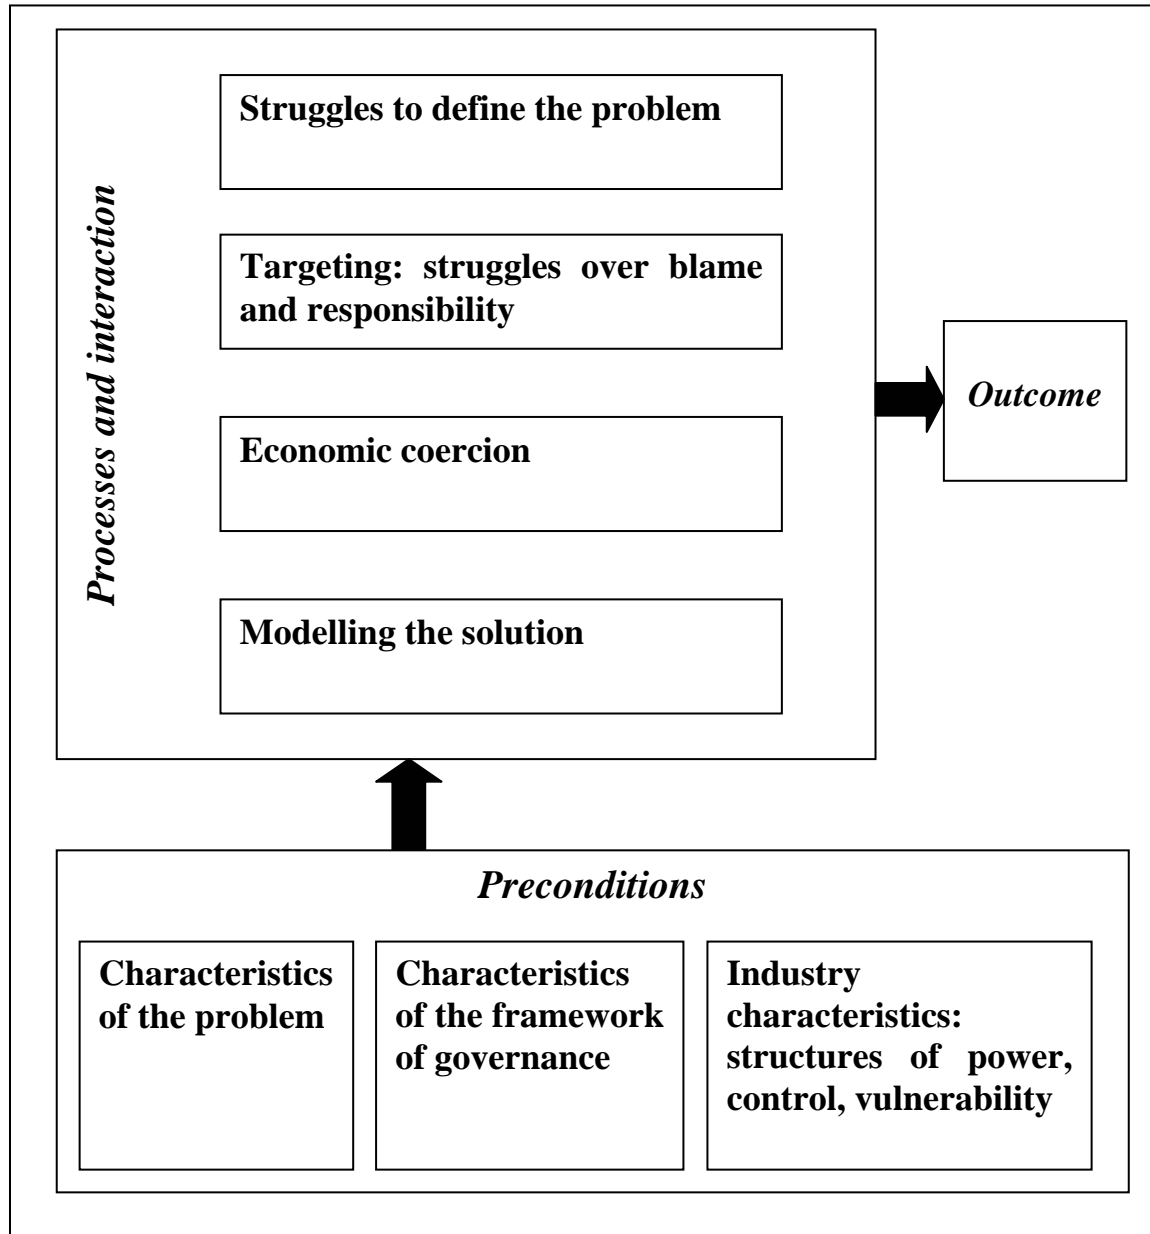 Processes and interaction
Struggles to define the problem
Targeting: struggles over blame
and responsibility
Economic coercion
Modelling the solution
Outcome
Preconditions
Characteristics
of the problem
Characteristics
of the framework
of governance
Industry
characteristics:
structures of power,
control, vulnerability